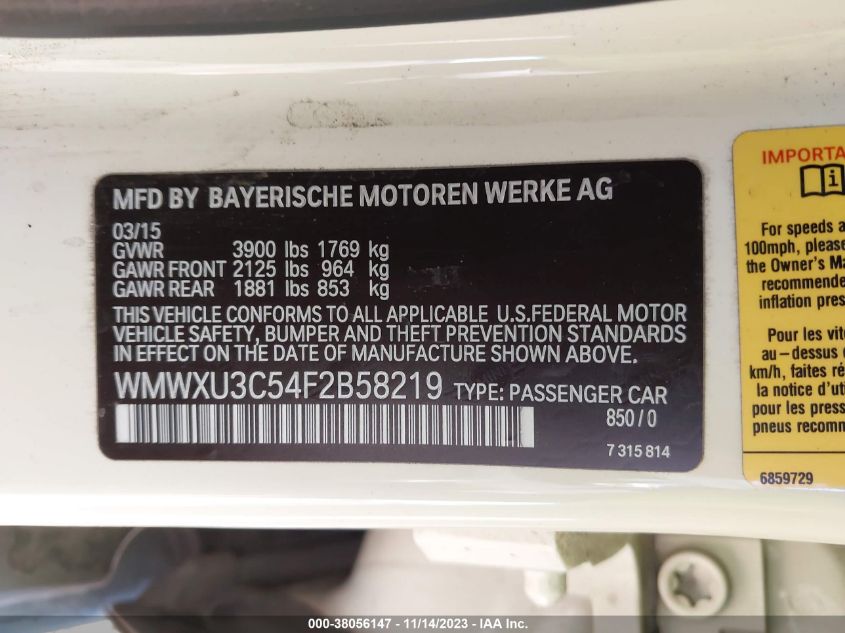 MFD BY BAYERISCHE MOTOREN WERKE AG
03/15
GVWR 3900 lbs 1769 kg
GAWR FRONT 2125 lbs 964 kg
GAWR REAR 1881 lbs 853 kg
THIS VEHICLE CONFORMS TO ALL APPLICABLE U.S.FEDERAL MOTOR
VEHICLE SAFETY, BUMPER AND THEFT PREVENTION STANDARDS
IN EFFECT ON THE DATE OF MANUFACTURE SHOWN ABOVE.
WMWXU3C54F2B58219 TYPE: PASSENGER CAR
850/0
7 315 814
IMPORTA
i
For speeds a
100mph, please
the Owner's Ma
recommende
inflation pres
Pour les vite
au-dessus d
km/h, faites ré
la notice d'uti
pour les press
pneus recomma
6859729
000-38056147 - 11/14/2023 - IAA Inc.